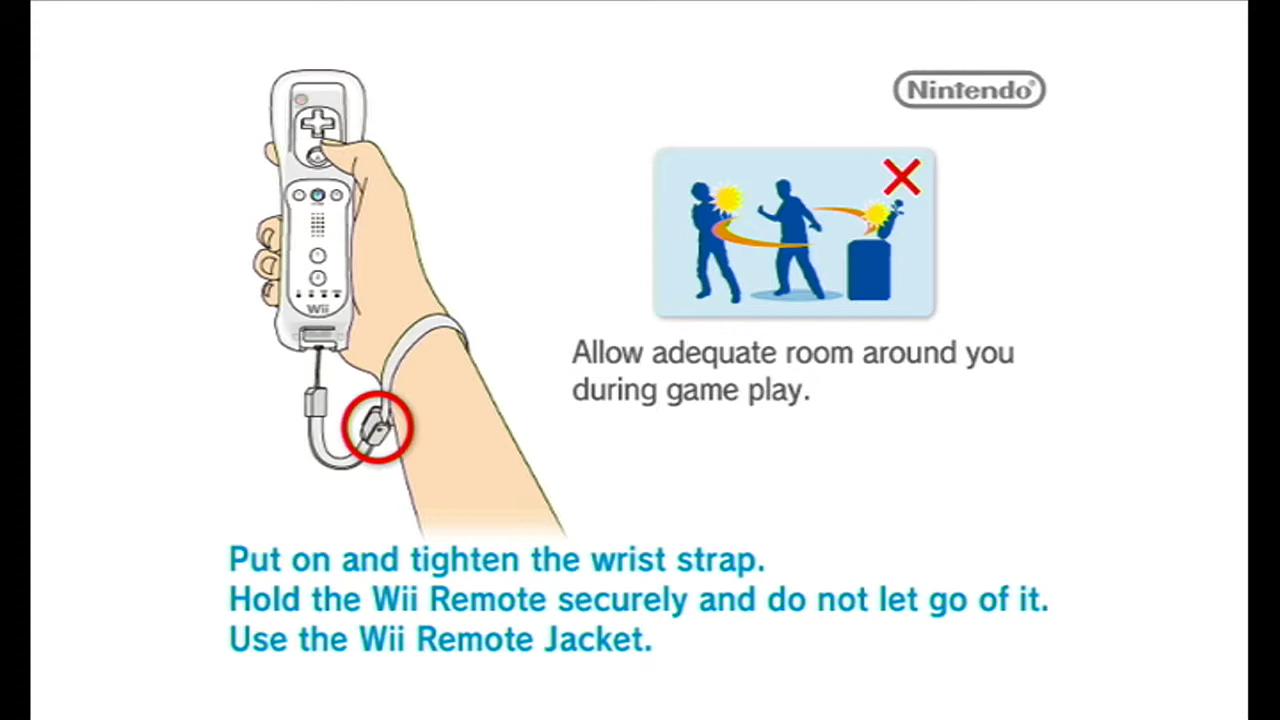 Nintendo®
Wii
Allow adequate room around you
during game play.
Put on and tighten the wrist strap.
Hold the Wii Remote securely and do not let go of it.
Use the Wii Remote Jacket.